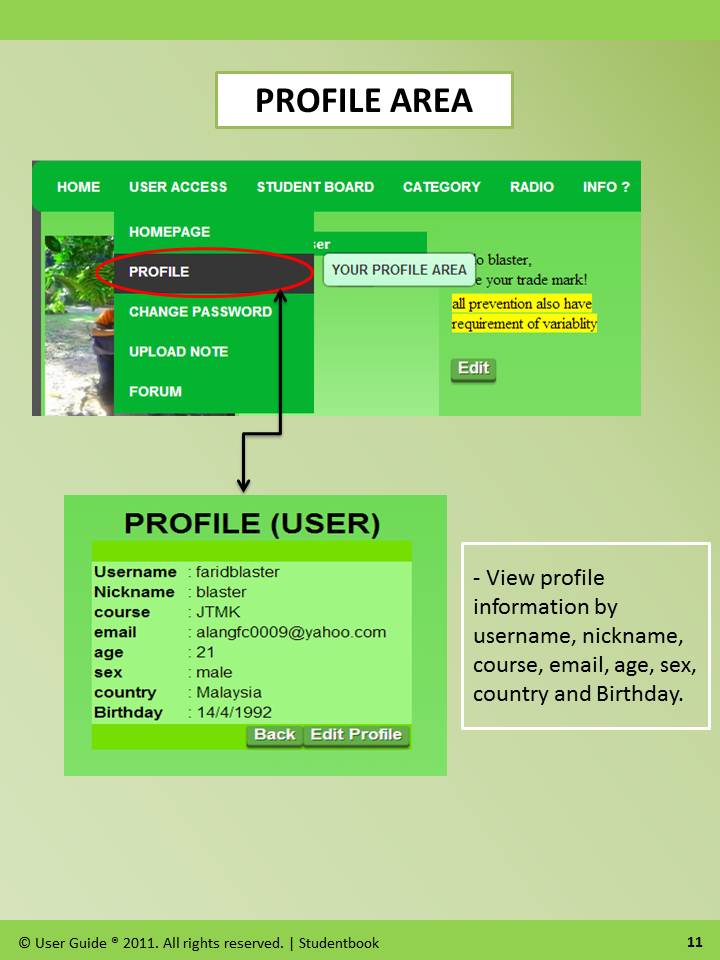 PROFILE AREA
HOME USER ACCESS STUDENT BOARD CATEGORY RADIO INFO ?
HOMEPAGE
PROFILE
YOUR PROFILE AREA
CHANGE PASSWORD
UPLOAD NOTE
FORUM
blaster,
your trade mark!
all prevention also have
requirement of variablity
Edit
PROFILE (USER)
Username : faridblaster
Nickname : blaster
course : JTMK
email : alangfc0009@yahoo.com
age : 21
sex : male
country : Malaysia
Birthday : 14/4/1992
Back Edit Profile
- View profile
information by
username, nickname,
course, email, age, sex,
country and Birthday.
© User Guide ® 2011. All rights reserved. | Studentbook
11